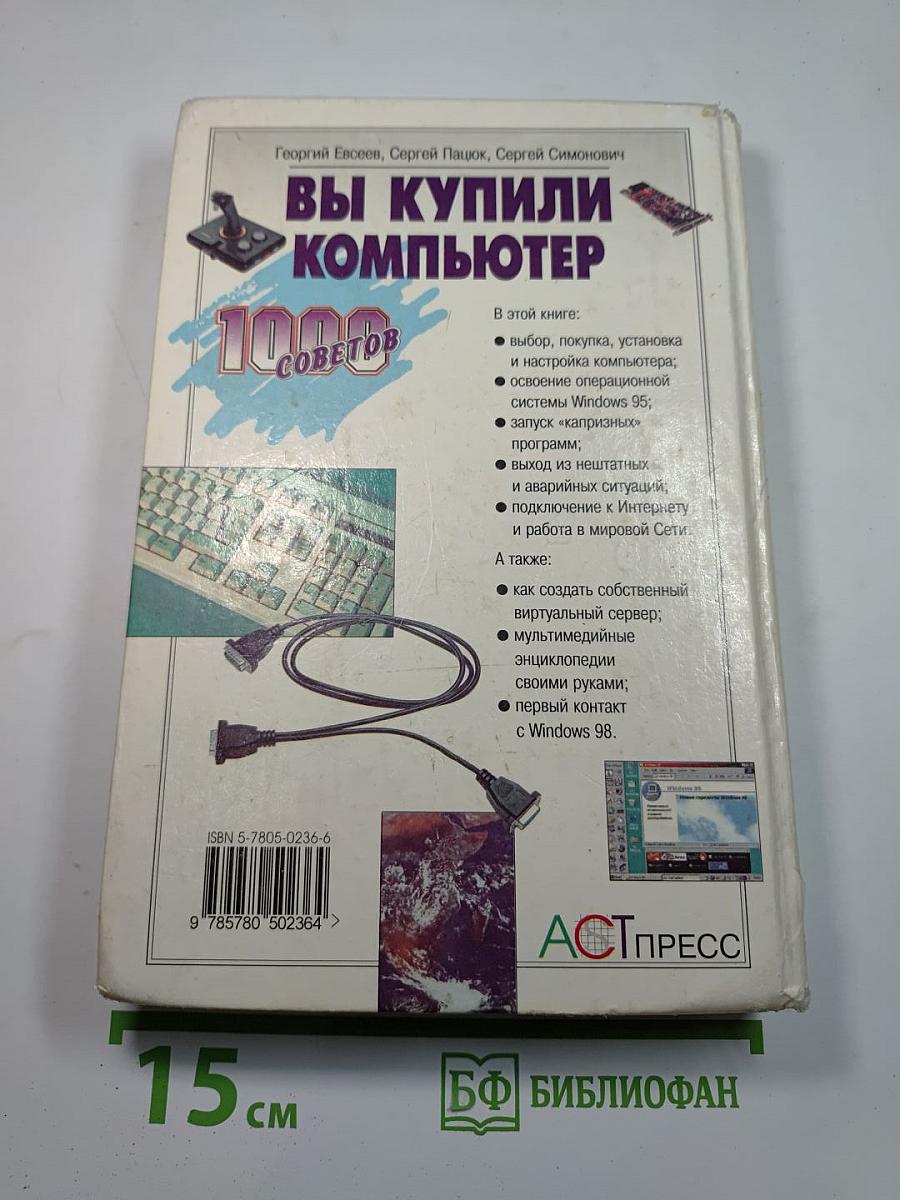 Георгий Евсеев, Сергей Пацюк, Сергей Симонович
ВЫ КУПИЛИ
КОМПЬЮТЕР
1000
СОВЕТОВ
В этой книге:
● выбор, покупка, установка
и настройка компьютера;
● освоение операционной
системы Windows 95;
● запуск «капризных»
программ;
● выход из нештатных
и аварийных ситуаций;
● подключение к Интернету
и работа в мировой Сети.
А также:
● как создать собственный
виртуальный сервер;
● мультимедийные
энциклопедии
своими руками;
● первый контакт
с Windows 98.
Windows 98
ISBN 5-7805-0236-6
9 785780 502364 >
АСТ ПРЕСС
15 см
БФ БИБЛИОФАН